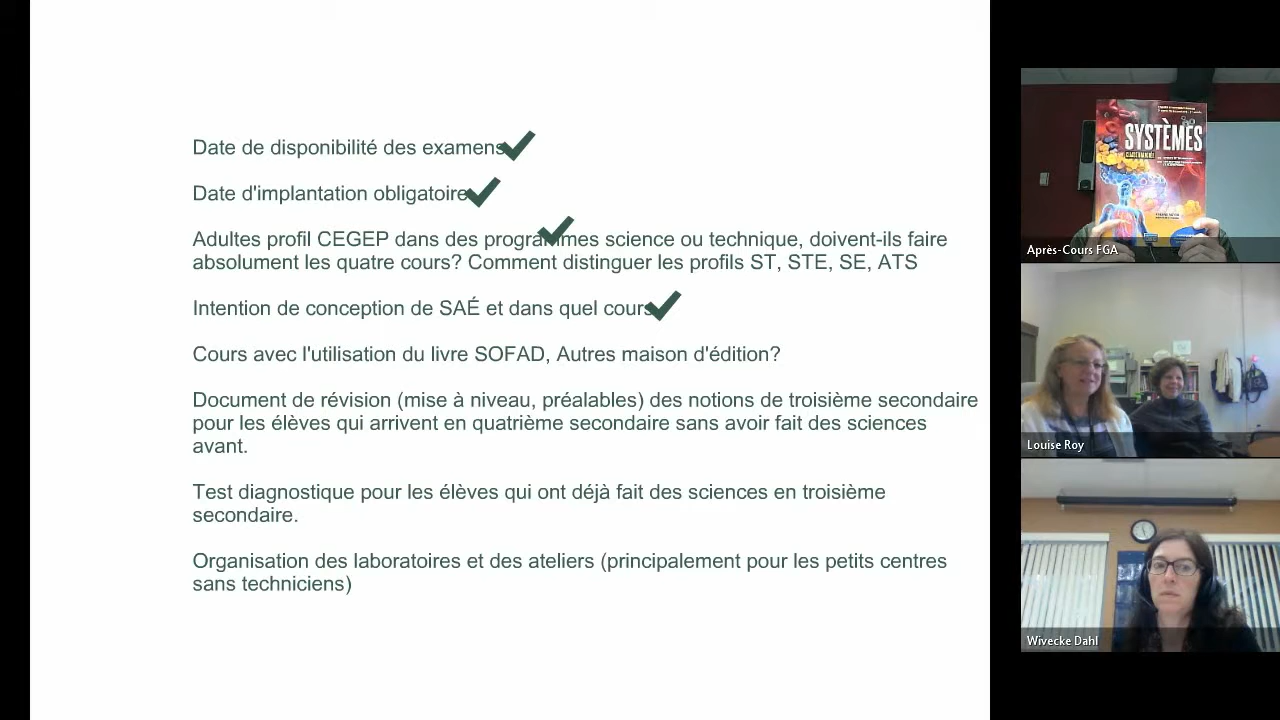 Date de disponibilité des examens
Date d'implantation obligatoire
Adultes profil CEGEP dans des programmes science ou technique, doivent-ils faire
absolument les quatre cours? Comment distinguer les profils ST, STE, SE, ATS
Intention de conception de SAÉ et dans quel cours
Cours avec l'utilisation du livre SOFAD, Autres maison d'édition?
Document de révision (mise à niveau, préalables) des notions de troisième secondaire
pour les élèves qui arrivent en quatrième secondaire sans avoir fait des sciences
avant.
Test diagnostique pour les élèves qui ont déjà fait des sciences en troisième
secondaire.
Organisation des laboratoires et des ateliers (principalement pour les petits centres
sans techniciens)
SYSTÈMES
Après-Cours FGA
Louise Roy
Wivecke Dahl